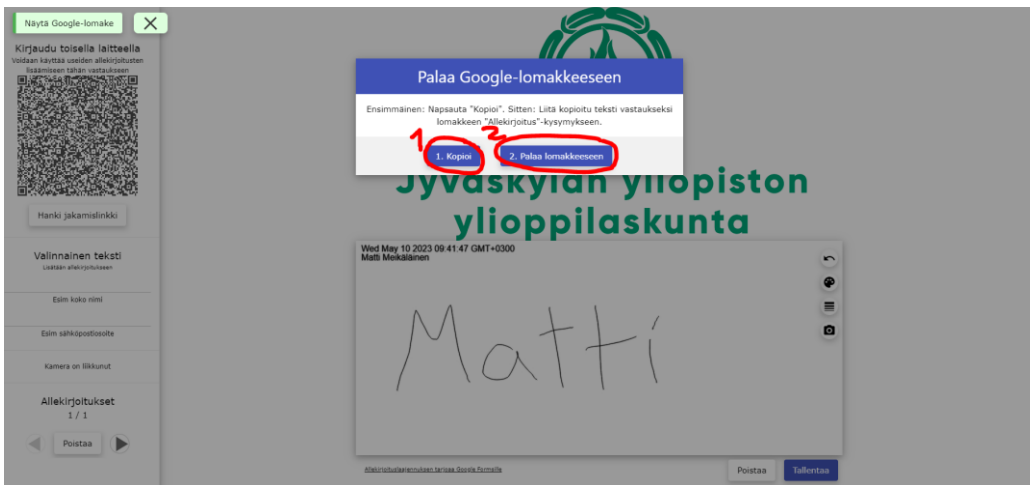 Näytä Google-lomake
Kirjaudu toisella laitteella
Voidaan käyttää useiden allekirjoitusten
lisäämiseen tähän vastaukseen
Hanki jakamislinkki
Valinnainen teksti
Lisätään allekirjoitukseen
Esim koko nimi
Esim sähköpostiosoite
Kamera on liikkunut
Allekirjoitukset
1 / 1
Poistaa
Palaa Google-lomakkeeseen
Ensimmäinen: Napsauta "Kopioi". Sitten: Liitä kopioitu teksti vastaukseksi
lomakkeen "Allekirjoitus"-kysymykseen.
1 2
1. Kopioi 2. Palaa lomakkeeseen
Jyväskylän yliopiston
ylioppilaskunta
Wed May 10 2023 09:41:47 GMT+0300
Matti Meikäläinen
Matti
Allekirjoituslaajennuksen tarjoaa Google Formsille
Poistaa Tallentaa